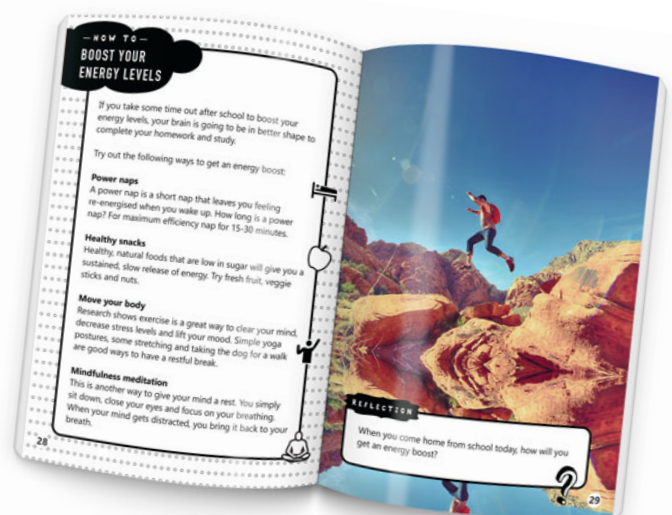 HOW TO
BOOST YOUR
ENERGY LEVELS
If you take some time out after school to boost your
energy levels, your brain is going to be in better shape to
complete your homework and study.
Try out the following ways to get an energy boost:
Power naps
A power nap is a short nap that leaves you feeling
re-energised when you wake up. How long is a power
nap? For maximum efficiency nap for 15-30 minutes.
Healthy snacks
Healthy, natural foods that are low in sugar will give you a
sustained, slow release of energy. Try fresh fruit, veggie
sticks and nuts.
Move your body
Research shows exercise is a great way to clear your mind,
decrease stress levels and lift your mood. Simple yoga
postures, some stretching and taking the dog for a walk
are good ways to have a restful break.
Mindfulness meditation
This is another way to give your mind a rest. You simply
sit down, close your eyes and focus on your breathing.
When your mind gets distracted, you bring it back to your
breath.
28
REFLECTION
When you come home from school today, how will you
get an energy boost?
?
29